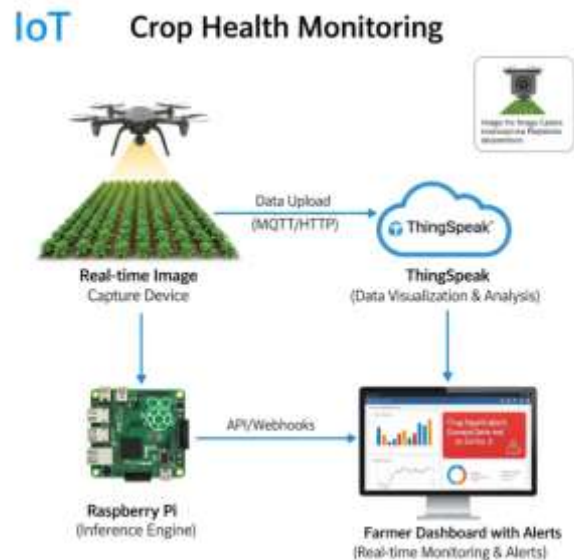 IoT Crop Health Monitoring
Data Upload
(MQTT/HTTP)
ThingSpeak™
Real-time Image
Capture Device
ThingSpeak
(Data Visualization & Analysis)
API/Webhooks
Raspberry Pi
(Inference Engine)
Farmer Dashboard with Alerts
(Real-time Monitoring & Alerts)